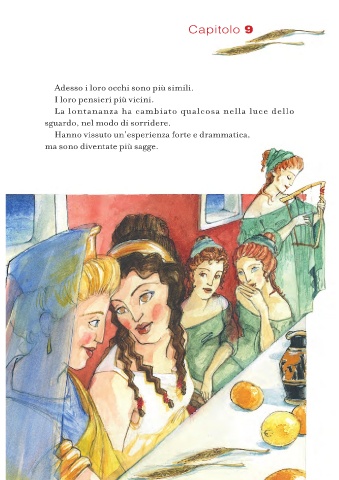 Capitolo 9
Adesso i loro occhi sono più simili.
I loro pensieri più vicini.
La lontananza ha cambiato qualcosa nella luce dello
sguardo, nel modo di sorridere.
Hanno vissuto un'esperienza forte e drammatica,
ma sono diventate più sagge.